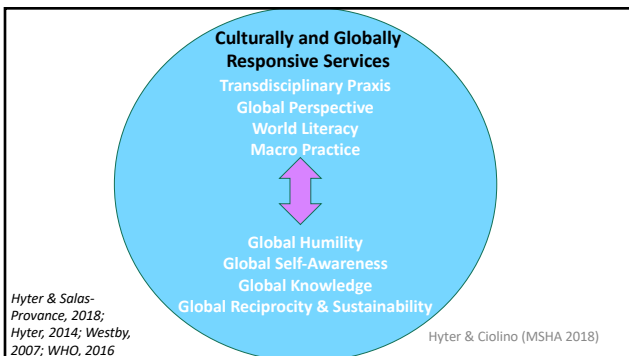 Culturally and Globally
Responsive Services
Transdisciplinary Praxis
Global Perspective
World Literacy
Macro Practice
Global Humility
Global Self-Awareness
Global Knowledge
Global Reciprocity & Sustainability
Hyter & Salas-
Provance, 2018;
Hyter, 2014; Westby,
2007; WHO, 2016
Hyter & Ciolino (MSHA 2018)